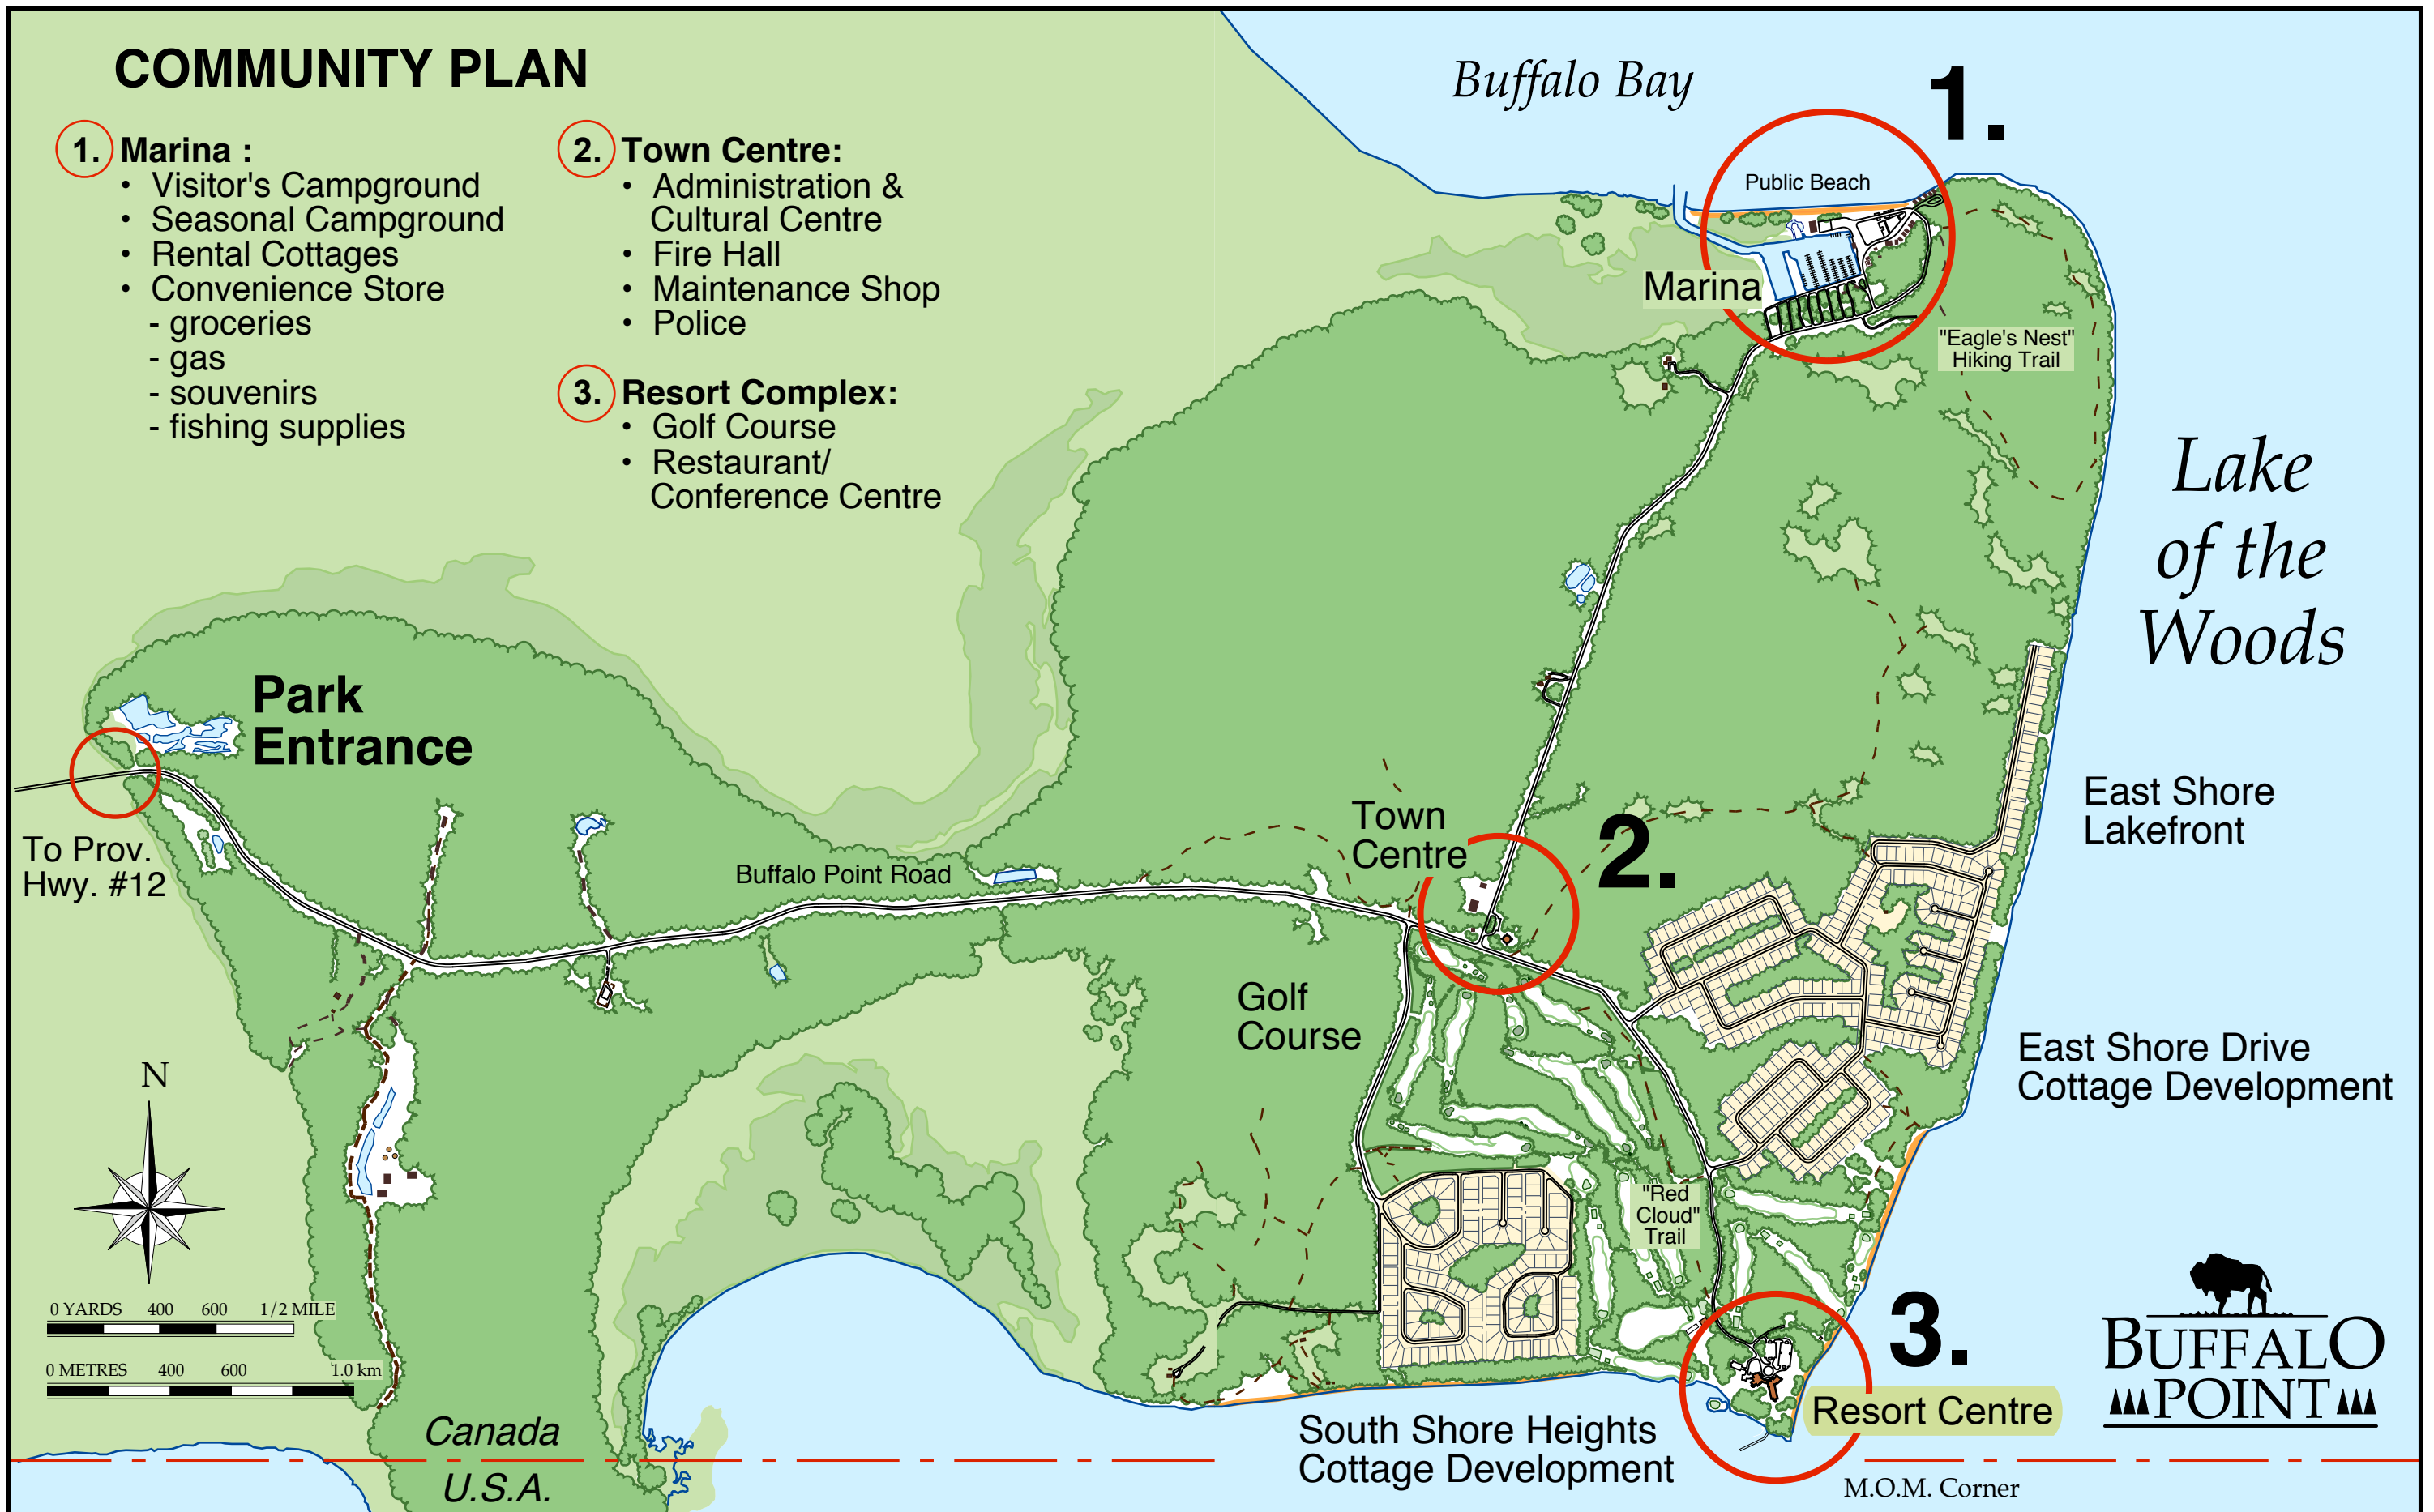 COMMUNITY PLAN
1. Marina :
• Visitor's Campground
• Seasonal Campground
• Rental Cottages
• Convenience Store
- groceries
- gas
- souvenirs
- fishing supplies
2. Town Centre:
• Administration &
Cultural Centre
• Fire Hall
• Maintenance Shop
• Police
3. Resort Complex:
• Golf Course
• Restaurant/
Conference Centre
Buffalo Bay
1.
Public Beach
Marina
"Eagle's Nest"
Hiking Trail
Lake
of the
Woods
Park
Entrance
To Prov.
Hwy. #12
Buffalo Point Road
Town
Centre
2.
East Shore
Lakefront
Golf
Course
East Shore Drive
Cottage Development
"Red
Cloud"
Trail
N
0 YARDS 400 600 1/2 MILE
0 METRES 400 600 1.0 km
Canada
U.S.A.
South Shore Heights
Cottage Development
3.
Resort Centre
M.O.M. Corner
BUFFALO
POINT